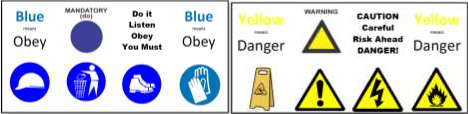 Blue
means
Obey
MANDATORY
(do)
Do it
Listen
Obey
You Must
Blue
means
Obey
Yellow
means
Danger
WARNING
CAUTION
Careful
Risk Ahead
DANGER!
Yellow
means
Danger